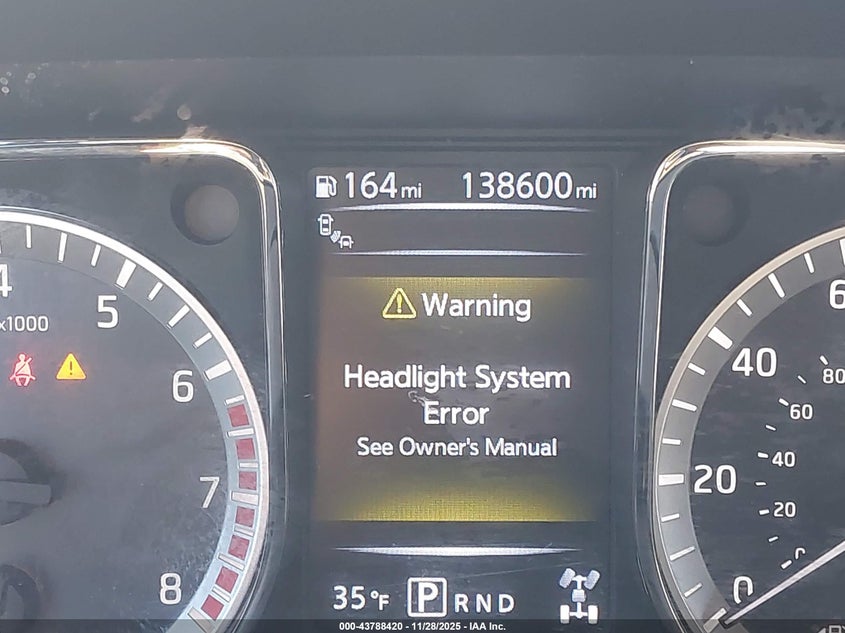 164 mi 138600 mi
Warning
Headlight System
Error
See Owner's Manual
35°F P R N D
4
5
6
7
8
x1000
6
40
20
0
80
60
40
20
0
000-43788420 - 11/28/2025 - IAA Inc.